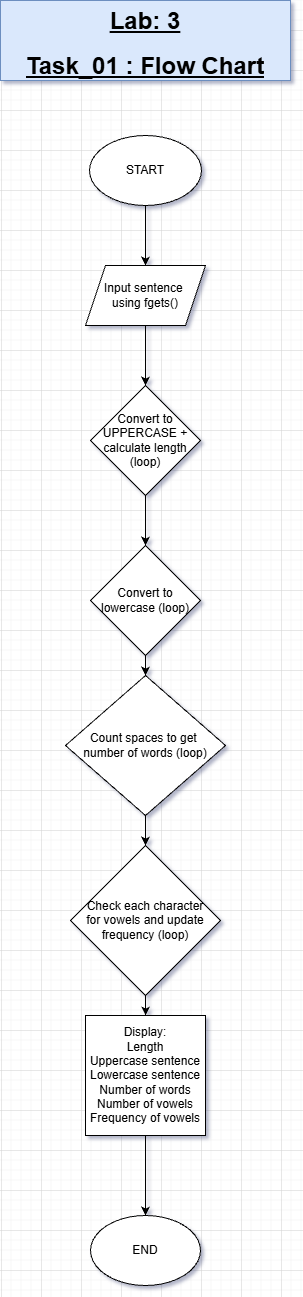 Lab: 3
Task_01 : Flow Chart
START
Input sentence
using fgets()
Convert to
UPPERCASE +
calculate length
(loop)
Convert to
lowercase (loop)
Count spaces to get
number of words (loop)
Check each character
for vowels and update
frequency (loop)
Display:
Length
Uppercase sentence
Lowercase sentence
Number of words
Number of vowels
Frequency of vowels
END